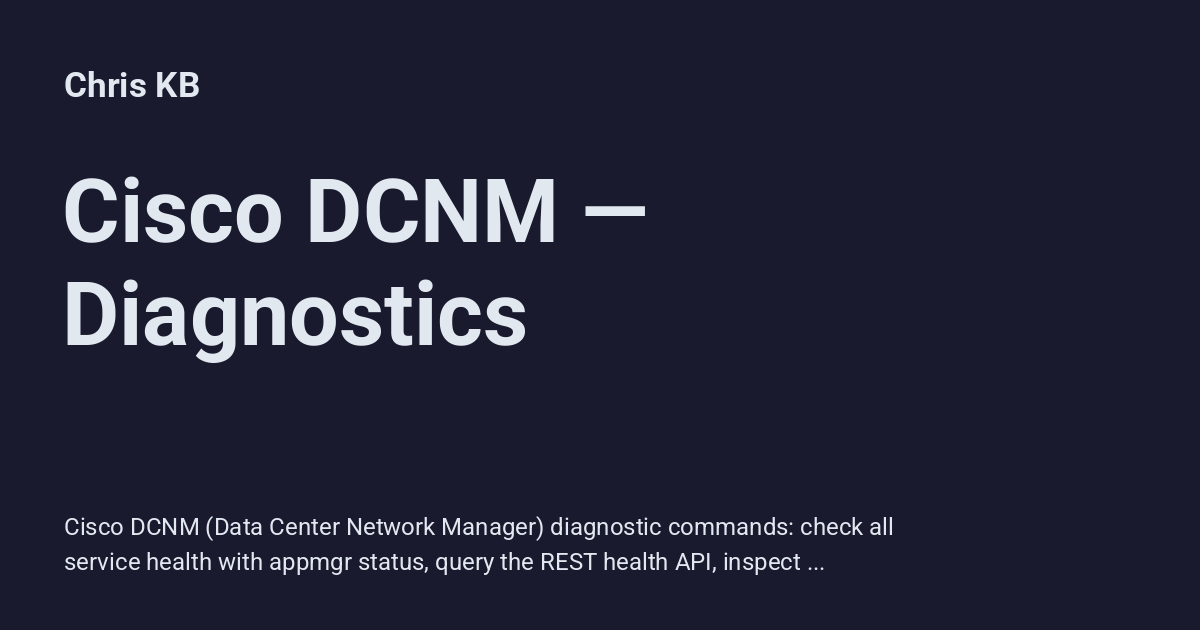 Chris KB
Cisco DCNM —
Diagnostics
Cisco DCNM (Data Center Network Manager) diagnostic commands: check all
service health with appmgr status, query the REST health API, inspect ...